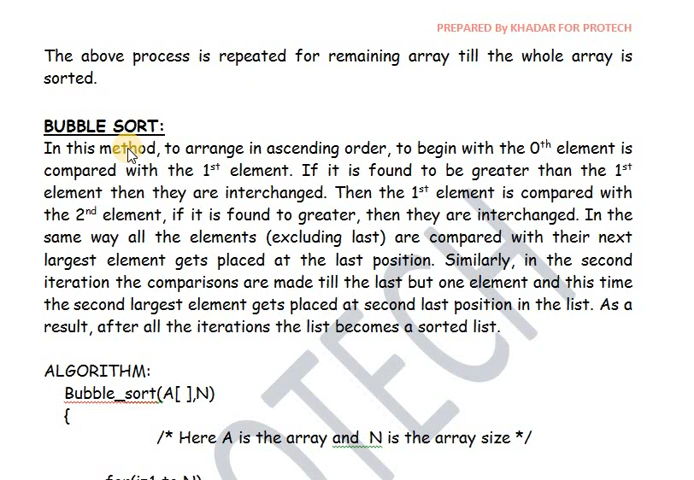 PREPARED By KHADAR FOR PROTECH
The above process is repeated for remaining array till the whole array is
sorted.
BUBBLE SORT:
In this method, to arrange in ascending order, to begin with the 0th element is
compared with the 1st element. If it is found to be greater than the 1st
element then they are interchanged. Then the 1st element is compared with
the 2nd element, if it is found to greater, then they are interchanged. In the
same way all the elements (excluding last) are compared with their next
largest element gets placed at the last position. Similarly, in the second
iteration the comparisons are made till the last but one element and this time
the second largest element gets placed at second last position in the list. As a
result, after all the iterations the list becomes a sorted list.
ALGORITHM:
Bubble_sort(A[ ],N)
{
/* Here A is the array and N is the array size */
for(i=1 to N)
OTECH